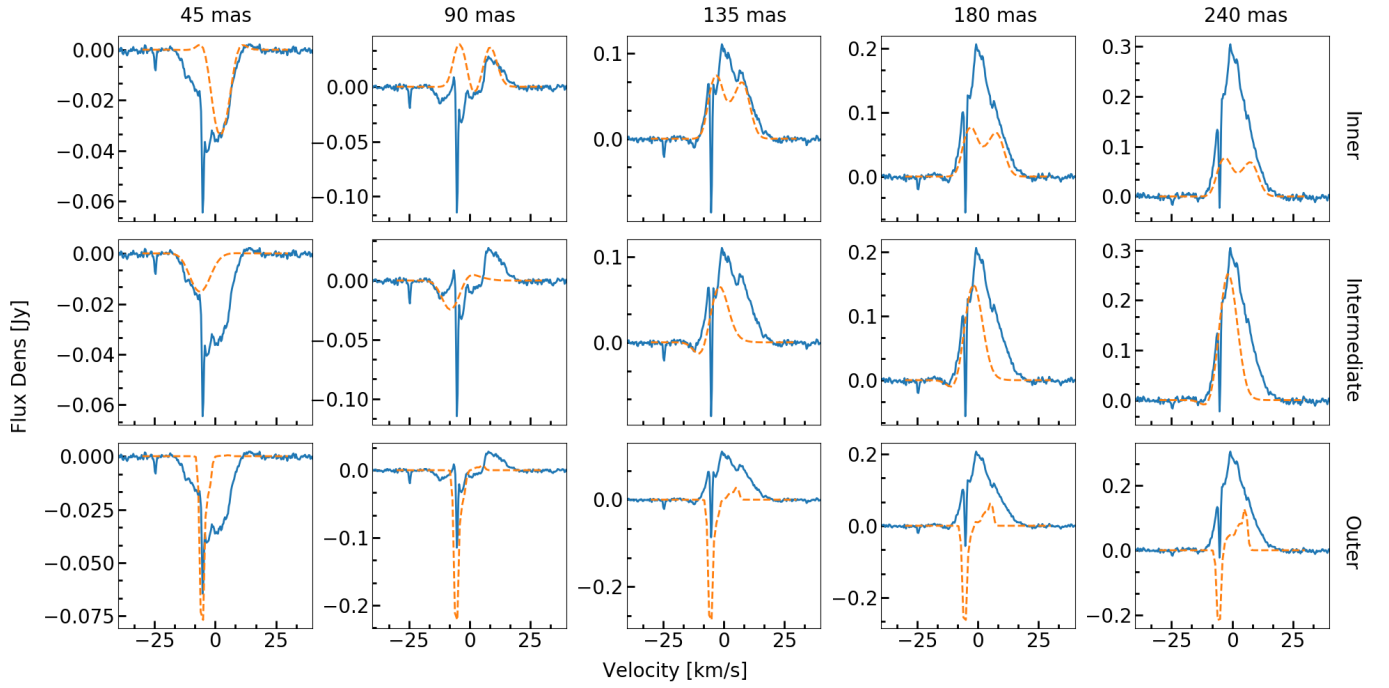 45 mas 90 mas 135 mas 180 mas 240 mas
0.00 −0.02 −0.04 −0.06 0.00 −0.05 −0.10 0.1 0.0 0.2 0.1 0.0 0.3 0.2 0.1 0.0 Inner
0.00 −0.02 −0.04 −0.06 0.00 −0.05 −0.10 0.1 0.0 0.2 0.1 0.0 0.3 0.2 0.1 0.0 Intermediate
Flux Dens [Jy]
0.000 −0.025 −0.050 −0.075 0.0 −0.1 −0.2 0.0 −0.2 0.2 0.0 −0.2 0.2 0.0 −0.2 Outer
−25 0 25 −25 0 25 −25 0 25 −25 0 25 −25 0 25
Velocity [km/s]